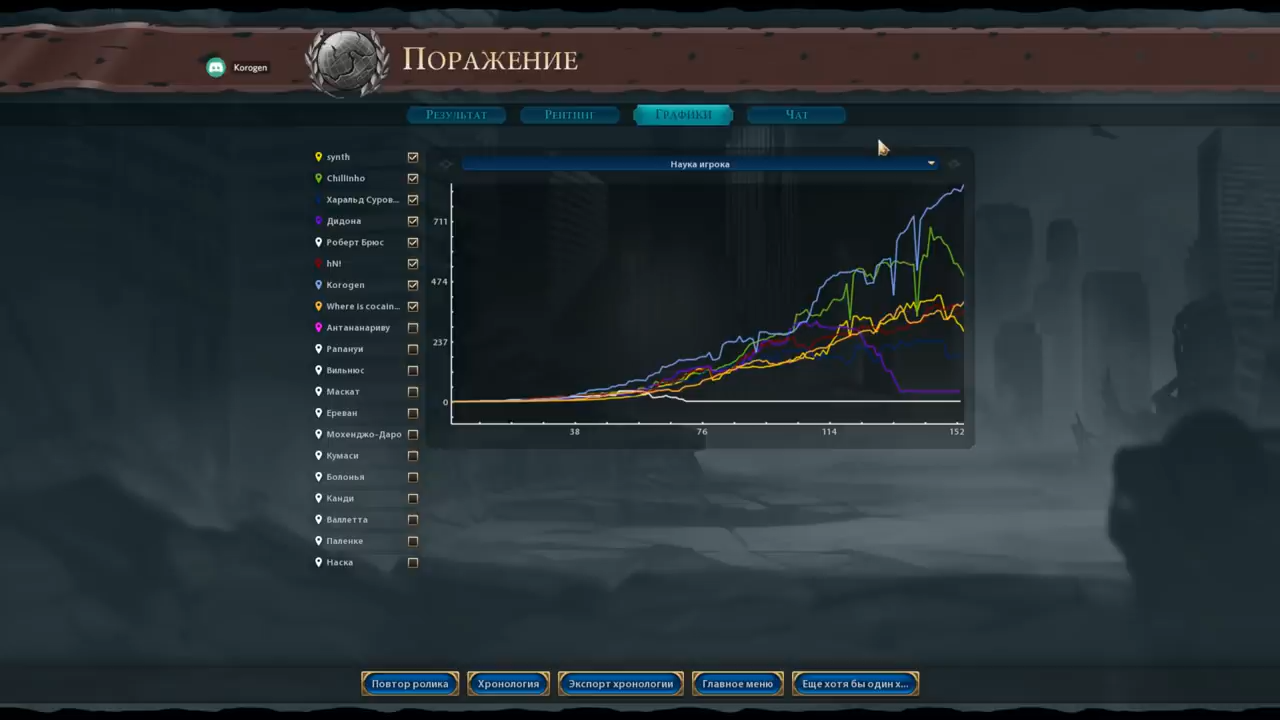 Korogen
Поражение
Результат
Рейтинг
Графики
Чат
synth
Chillinho
Харальд Суров...
Дидона
Роберт Брюс
hN!
Korogen
Where is cocain...
Антананариву
Рапануи
Вильнюс
Маскат
Ереван
Мохенджо-Даро
Кумаси
Болонья
Канди
Валлетта
Паленке
Наска
Наука игрока
711
474
237
0
38
76
114
152
Повтор ролика
Хронология
Экспорт хронологии
Главное меню
Еще хотя бы один х...